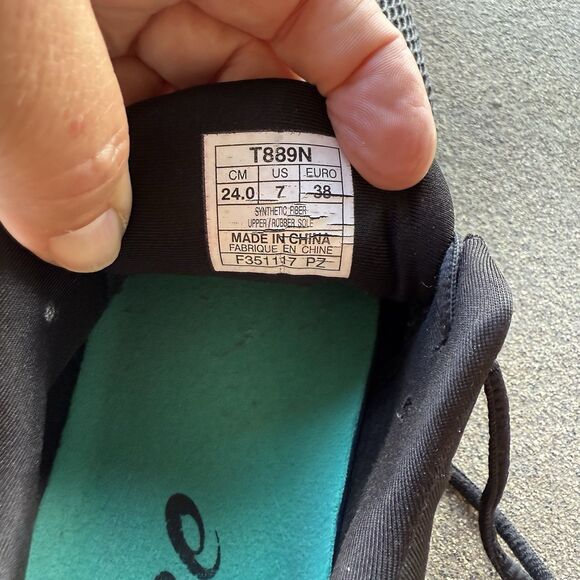 T889N
CM US EURO
24.0 7 38
SYNTHETIC FIBER
UPPER/RUBBER SOLE
MADE IN CHINA
FABRIQUE EN CHINE
F351117 PZ